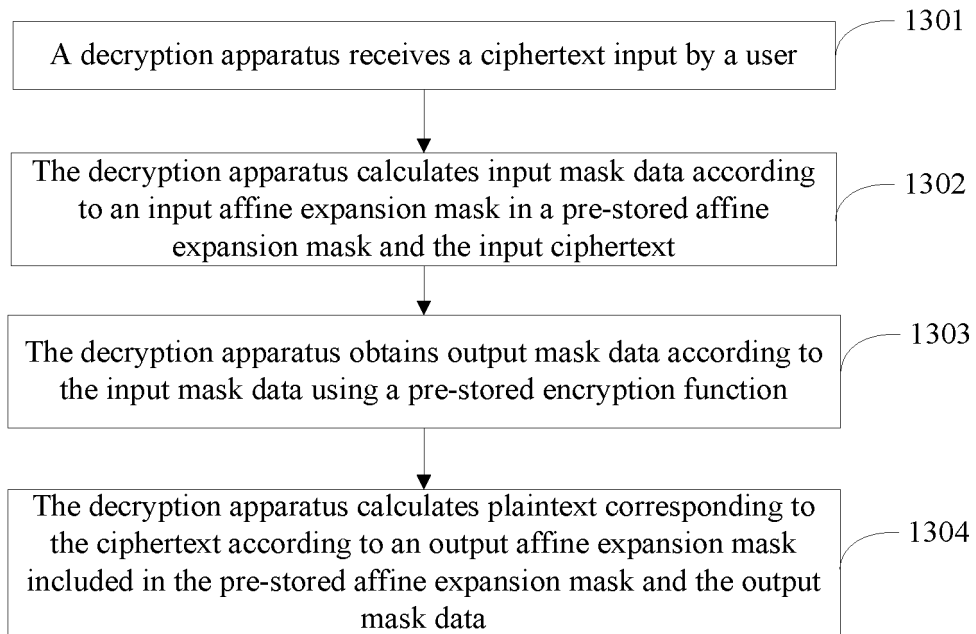 1301
A decryption apparatus receives a ciphertext input by a user
The decryption apparatus calculates input mask data according
to an input affine expansion mask in a pre-stored affine
expansion mask and the input ciphertext
1302
The decryption apparatus obtains output mask data according to
the input mask data using a pre-stored encryption function
1303
The decryption apparatus calculates plaintext corresponding to
the ciphertext according to an output affine expansion mask
included in the pre-stored affine expansion mask and the output
mask data
1304